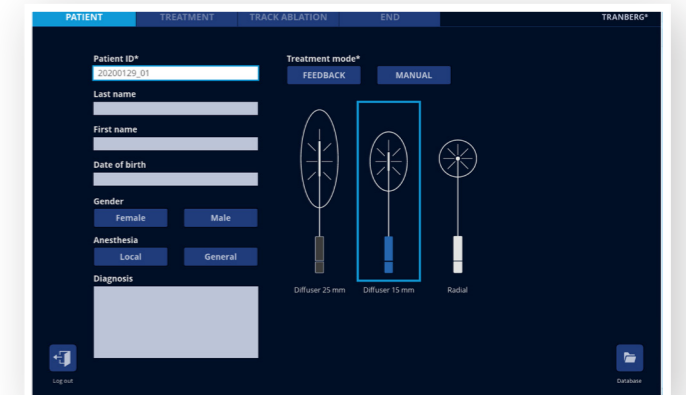 PATIENT TREATMENT TRACK ABLATION END TRANBERG®
Patient ID*
20200129_01
Last name
First name
Date of birth
Gender
Female Male
Anesthesia
Local General
Diagnosis
Treatment mode*
FEEDBACK MANUAL
Diffuser 25 mm Diffuser 15 mm Radial
Log out
Database